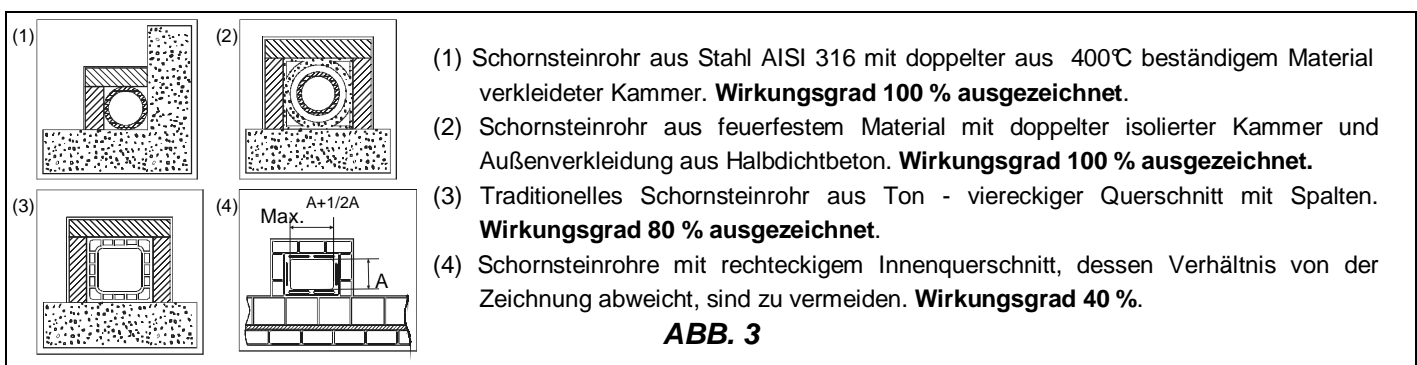 (1)
(2)
(3)
(4)
Max.
A+1/2A
A
(1) Schornsteinrohr aus Stahl AISI 316 mit doppelter aus 400°C beständigem Material
verkleideter Kammer. Wirkungsgrad 100 % ausgezeichnet.
(2) Schornsteinrohr aus feuerfestem Material mit doppelter isolierter Kammer und
Außenverkleidung aus Halbdichtbeton. Wirkungsgrad 100 % ausgezeichnet.
(3) Traditionelles Schornsteinrohr aus Ton - viereckiger Querschnitt mit Spalten.
Wirkungsgrad 80 % ausgezeichnet.
(4) Schornsteinrohre mit rechteckigem Innenquerschnitt, dessen Verhältnis von der
Zeichnung abweicht, sind zu vermeiden. Wirkungsgrad 40 %.
ABB. 3